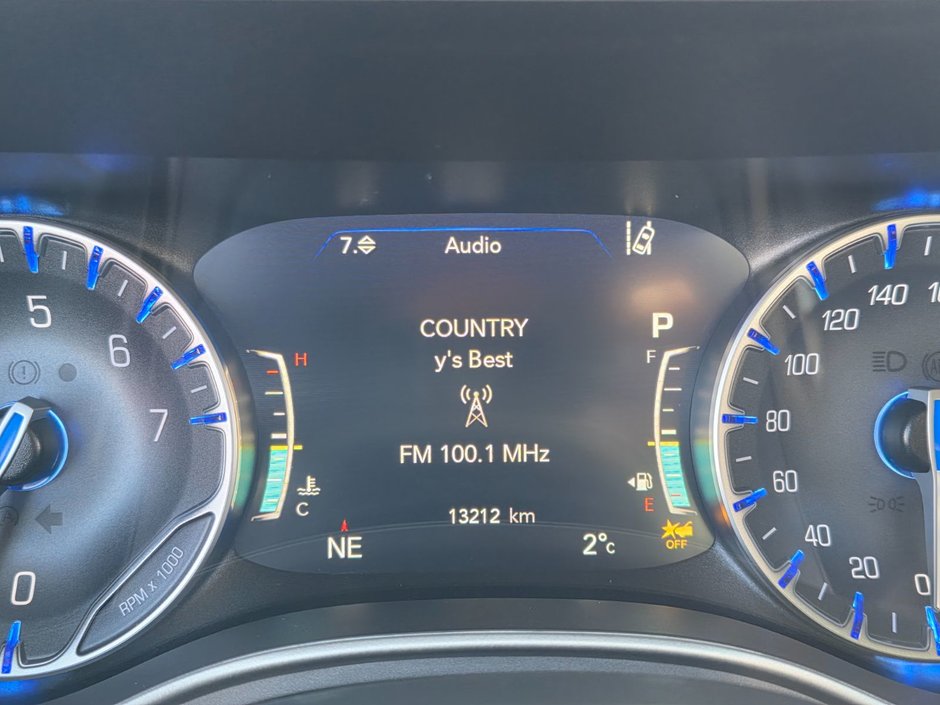 7. Audio
COUNTRY
y's Best
FM 100.1 MHz
13212 km
NE
2°C
P
H
C
F
E
OFF
5
6
7
0
RPM x 1000
140
120
100
80
60
40
20
0